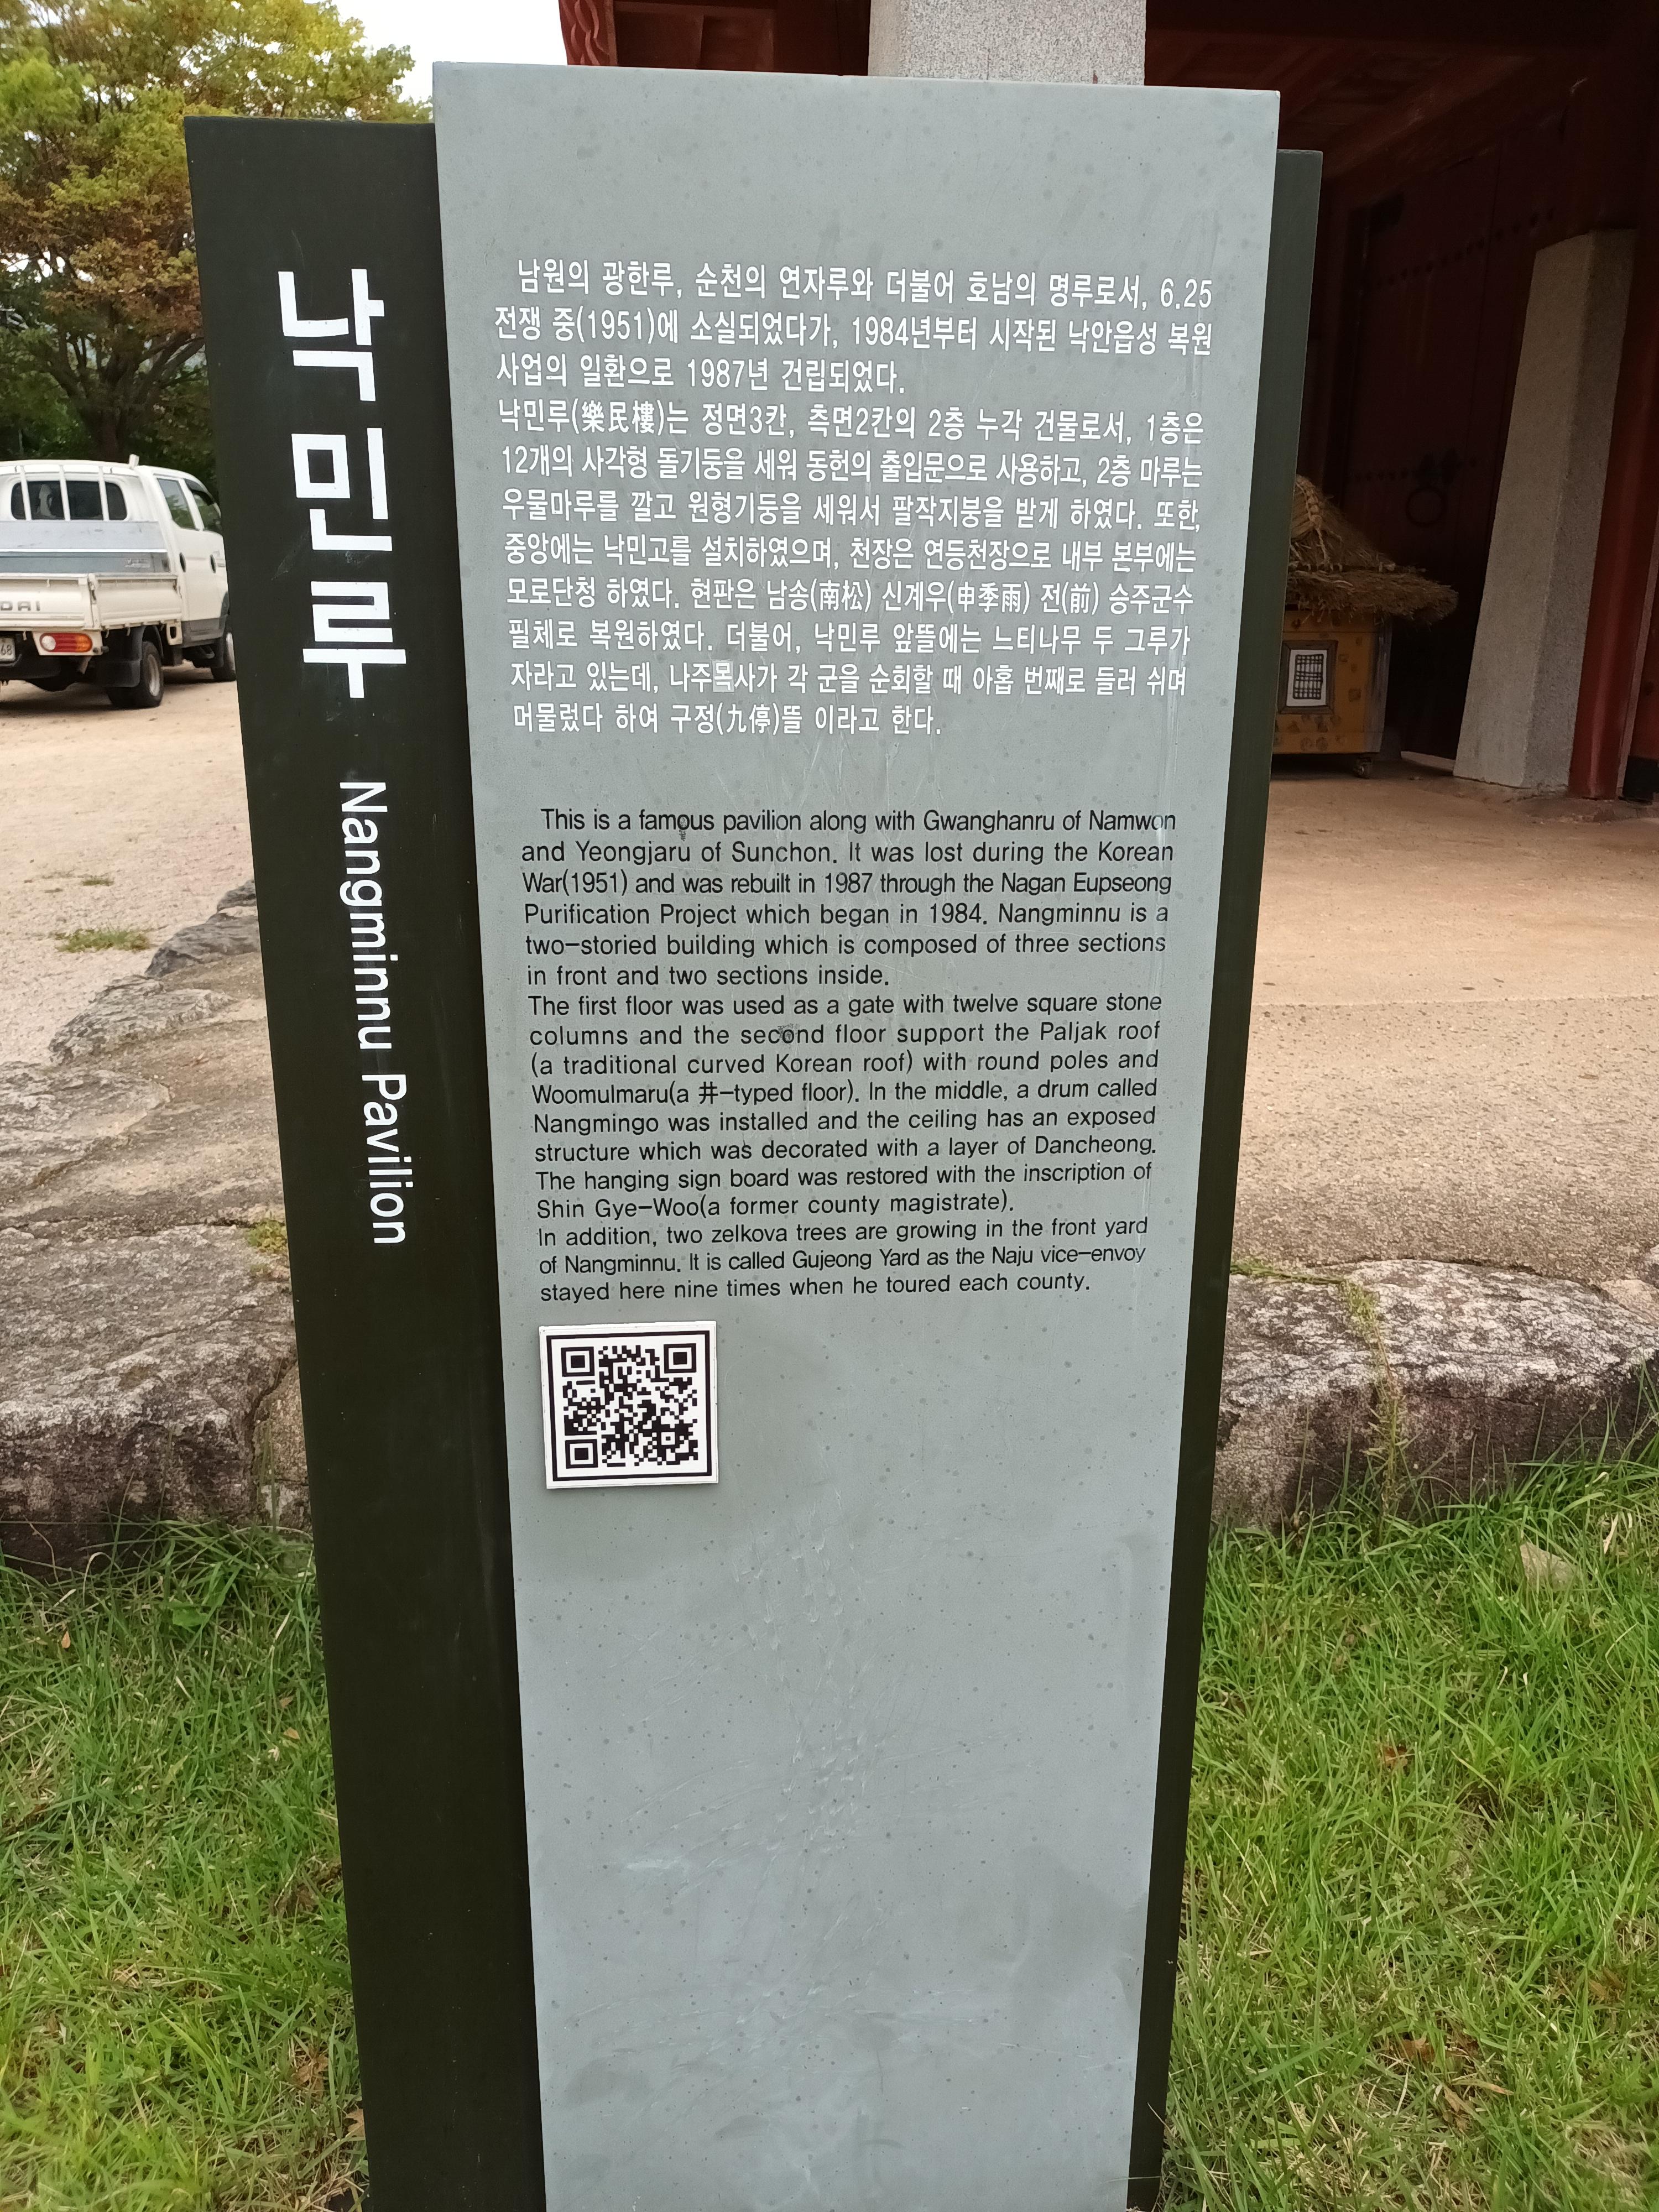 낙민루
Nangminnu Pavilion
남원의 광한루, 순천의 연자루와 더불어 호남의 명루로서, 6.25
전쟁 중(1951)에 소실되었다가, 1984년부터 시작된 낙안읍성 복원
사업의 일환으로 1987년 건립되었다.
낙민루(樂民樓)는 정면3칸, 측면2칸의 2층 누각 건물로서, 1층은
12개의 사각형 돌기둥을 세워 동헌의 출입문으로 사용하고, 2층 마루는
우물마루를 깔고 원형기둥을 세워서 팔작지붕을 받게 하였다. 또한,
중앙에는 낙민고를 설치하였으며, 천장은 연등천장으로 내부 본부에는
모로단청 하였다. 현판은 남송(南松) 신계우(申季雨) 전(前) 승주군수
필체로 복원하였다. 더불어, 낙민루 앞뜰에는 느티나무 두 그루가
자라고 있는데, 나주목사가 각 군을 순회할 때 아홉 번째로 들러 쉬며
머물렀다 하여 구정(九停)뜰 이라고 한다.
This is a famous pavilion along with Gwanghanru of Namwon
and Yeongjaru of Sunchon. It was lost during the Korean
War(1951) and was rebuilt in 1987 through the Nagan Eupseong
Purification Project which began in 1984. Nangminnu is a
two-storied building which is composed of three sections
in front and two sections inside.
The first floor was used as a gate with twelve square stone
columns and the second floor support the Paljak roof
(a traditional curved Korean roof) with round poles and
Woomulmaru(a 井-typed floor). In the middle, a drum called
Nangmingo was installed and the ceiling has an exposed
structure which was decorated with a layer of Dancheong.
The hanging sign board was restored with the inscription of
Shin Gye-Woo(a former county magistrate).
In addition, two zelkova trees are growing in the front yard
of Nangminnu. It is called Gujeong Yard as the Naju vice-envoy
stayed here nine times when he toured each county.